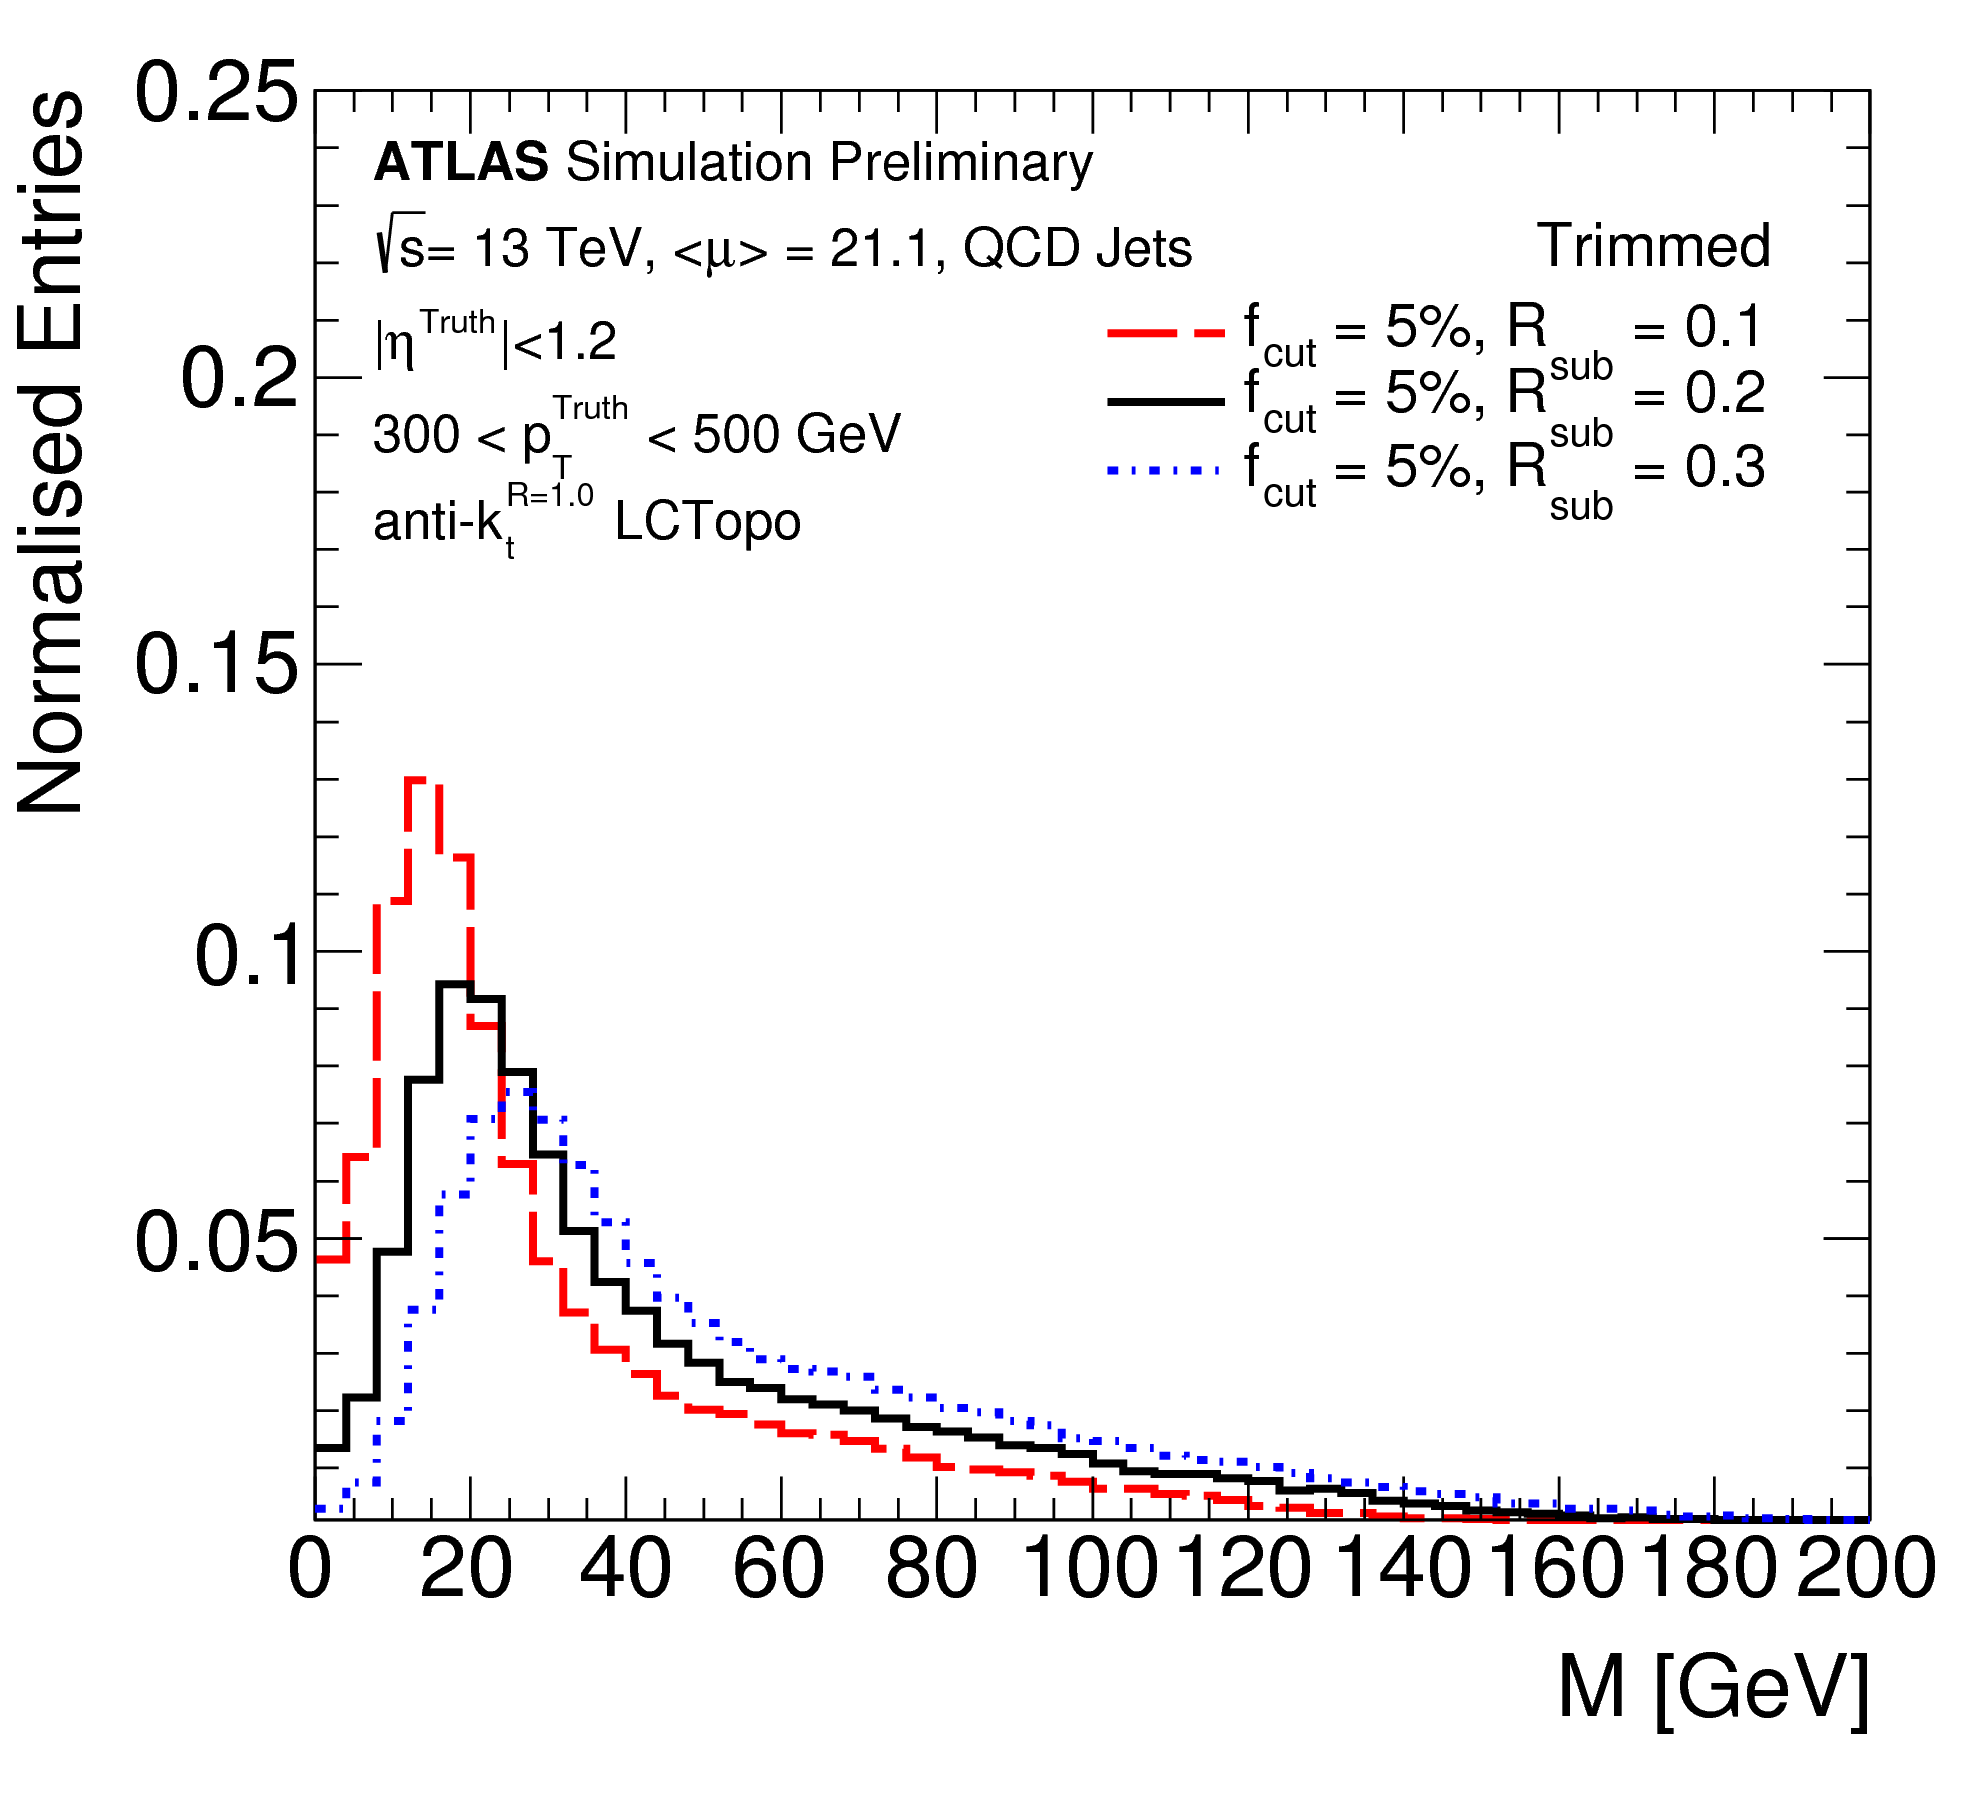 Normalised Entries
0.25
0.2
0.15
0.1
0.05
ATLAS Simulation Preliminary
√s= 13 TeV, <μ> = 21.1, QCD Jets
|η^Truth|<1.2
300 < p_T^Truth < 500 GeV
anti-k_t^R=1.0 LCTopo
Trimmed
f_cut = 5%, R_sub = 0.1
f_cut = 5%, R_sub = 0.2
f_cut = 5%, R_sub = 0.3
0 20 40 60 80 100 120 140 160 180 200
M [GeV]